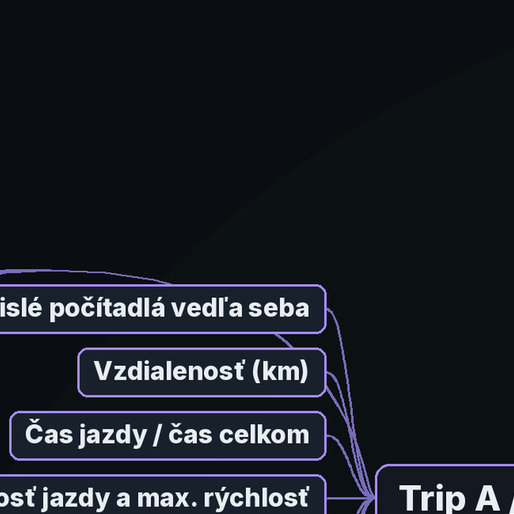 islé počítadlá vedľa seba
Vzdialenosť (km)
Čas jazdy / čas celkom
osť jazdy a max. rýchlosť
Trip A /